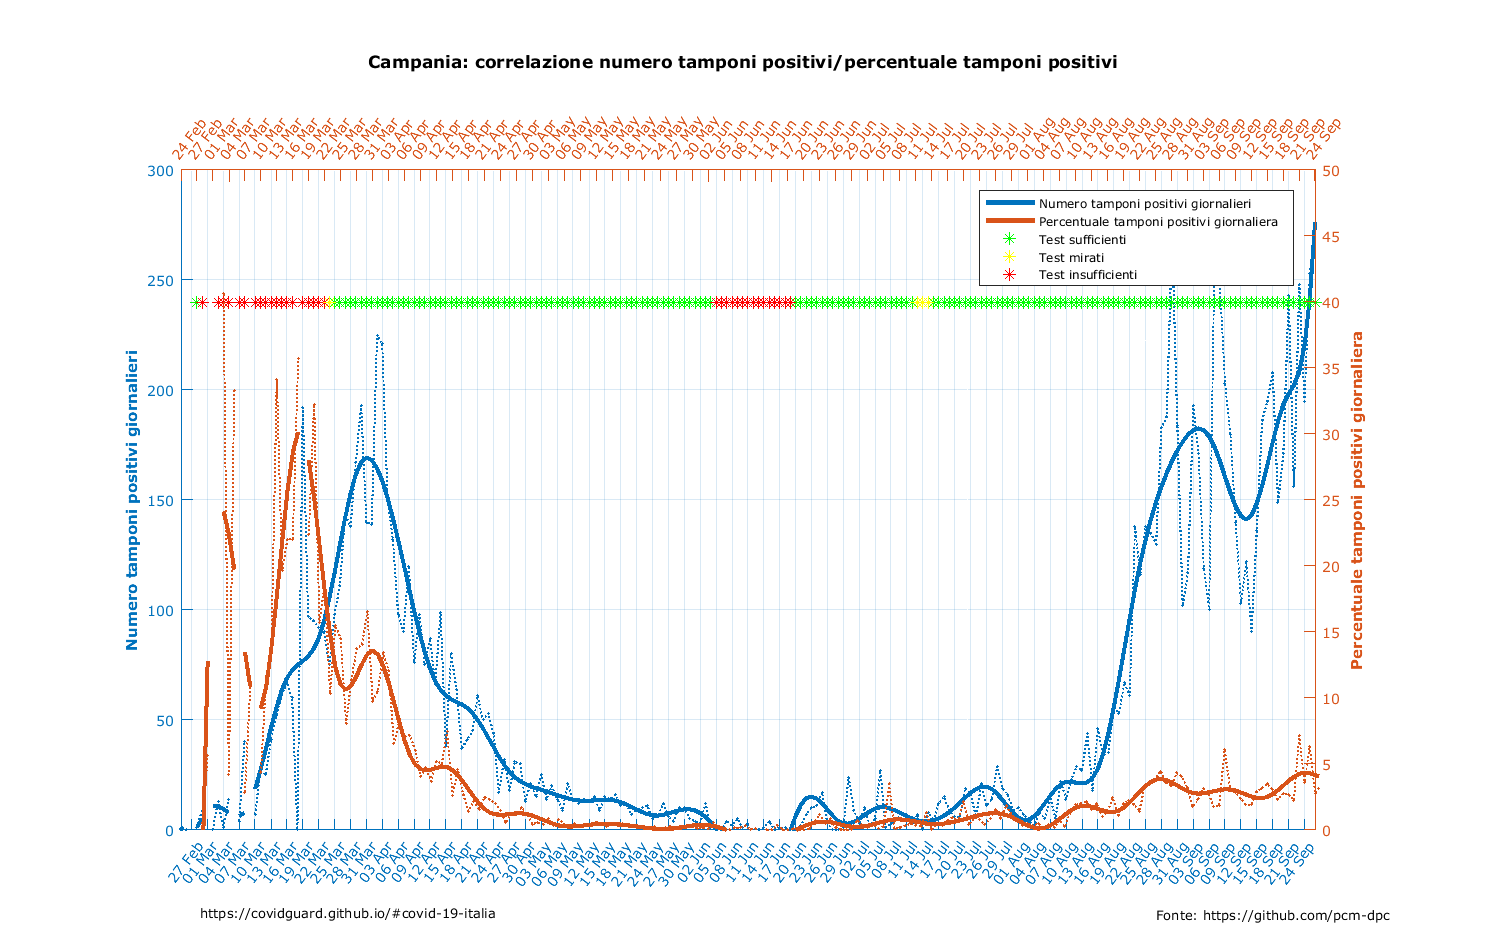 Campania: correlazione numero tamponi positivi/percentuale tamponi positivi
24 Feb
27 Feb
01 Mar
04 Mar
07 Mar
10 Mar
13 Mar
16 Mar
19 Mar
22 Mar
25 Mar
28 Mar
31 Mar
03 Apr
06 Apr
09 Apr
12 Apr
15 Apr
18 Apr
21 Apr
24 Apr
27 Apr
30 Apr
03 May
06 May
09 May
12 May
15 May
18 May
21 May
24 May
27 May
30 May
02 Jun
05 Jun
08 Jun
11 Jun
14 Jun
17 Jun
20 Jun
23 Jun
26 Jun
29 Jun
02 Jul
05 Jul
08 Jul
11 Jul
14 Jul
17 Jul
20 Jul
23 Jul
26 Jul
29 Jul
01 Aug
04 Aug
07 Aug
10 Aug
13 Aug
16 Aug
19 Aug
22 Aug
25 Aug
28 Aug
31 Aug
03 Sep
06 Sep
09 Sep
12 Sep
15 Sep
18 Sep
21 Sep
24 Sep
Numero tamponi positivi giornalieri
300
250
200
150
100
50
0
Numero tamponi positivi giornalieri
Percentuale tamponi positivi giornaliera
Test sufficienti
Test mirati
Test insufficienti
50
45
40
35
30
25
20
15
10
5
0
Percentuale tamponi positivi giornaliera
27 Feb
01 Mar
04 Mar
07 Mar
10 Mar
13 Mar
16 Mar
19 Mar
22 Mar
25 Mar
28 Mar
31 Mar
03 Apr
06 Apr
09 Apr
12 Apr
15 Apr
18 Apr
21 Apr
24 Apr
27 Apr
30 Apr
03 May
06 May
09 May
12 May
15 May
18 May
21 May
24 May
27 May
30 May
02 Jun
05 Jun
08 Jun
11 Jun
14 Jun
17 Jun
20 Jun
23 Jun
26 Jun
29 Jun
02 Jul
05 Jul
08 Jul
11 Jul
14 Jul
17 Jul
20 Jul
23 Jul
26 Jul
29 Jul
01 Aug
04 Aug
07 Aug
10 Aug
13 Aug
16 Aug
19 Aug
22 Aug
25 Aug
28 Aug
31 Aug
03 Sep
06 Sep
09 Sep
12 Sep
15 Sep
18 Sep
21 Sep
24 Sep
https://covidguard.github.io/#covid-19-italia
Fonte: https://github.com/pcm-dpc